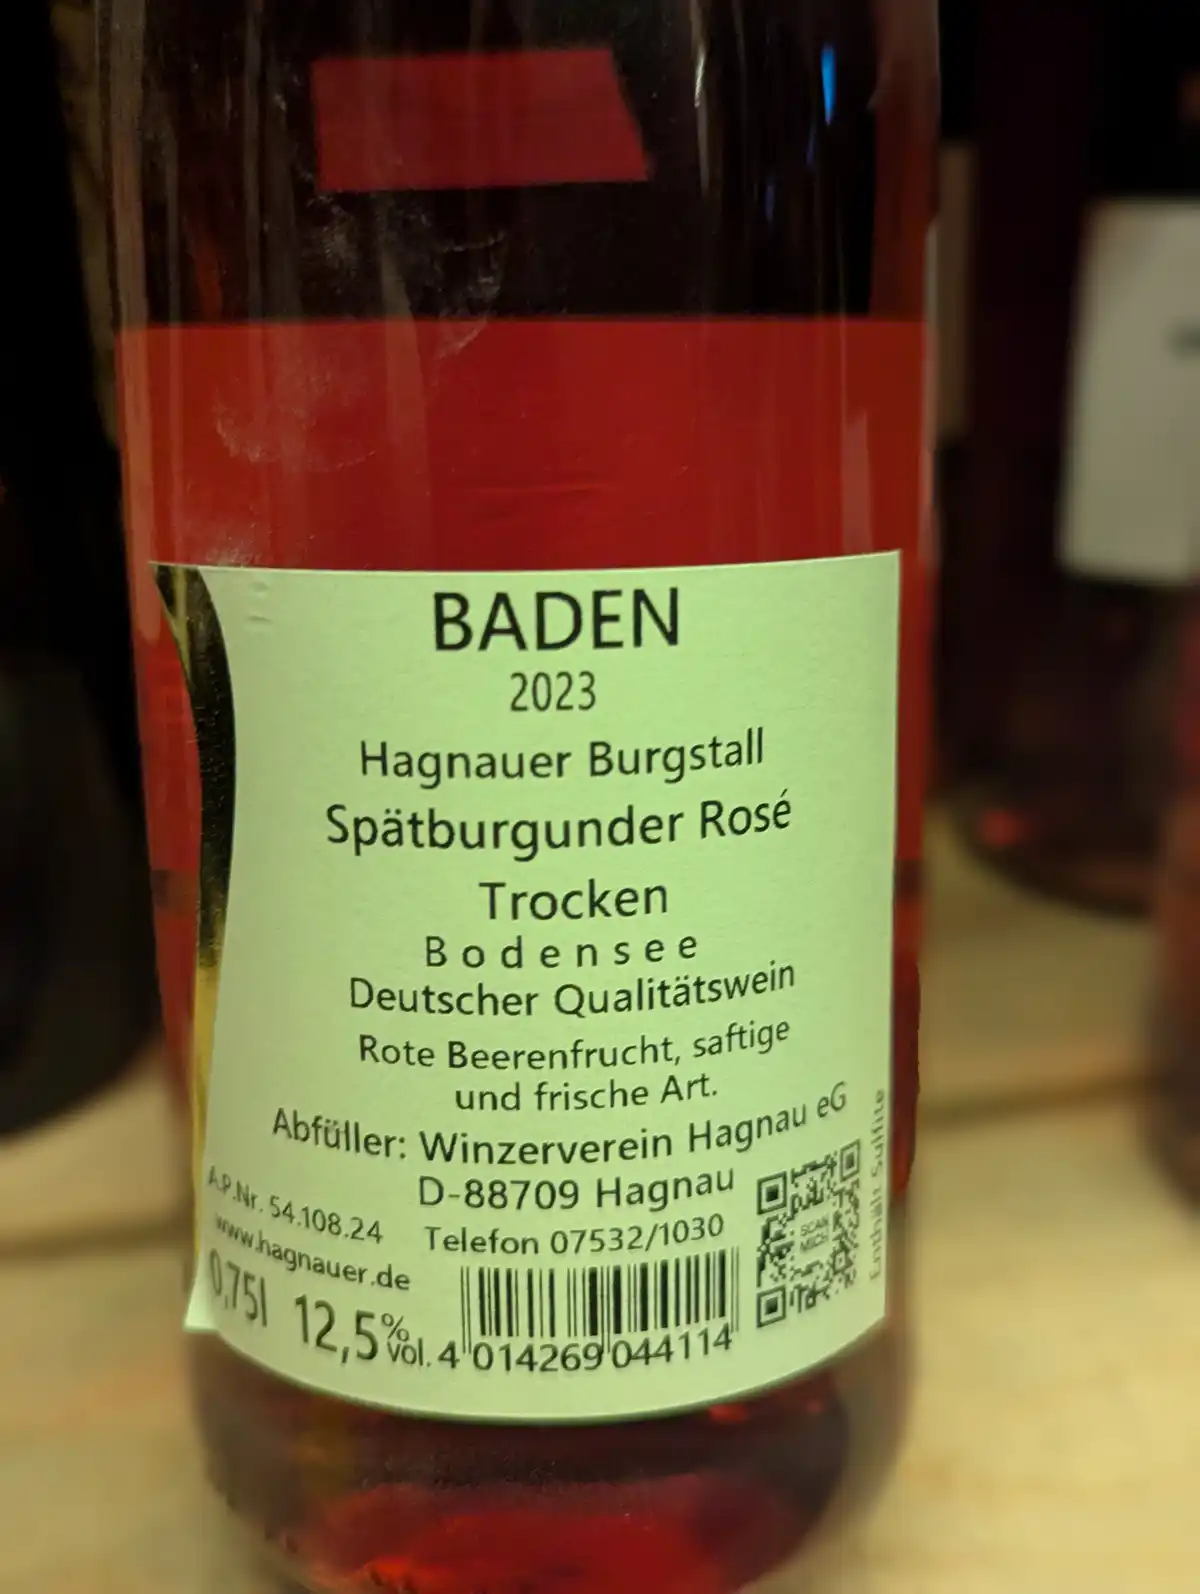 BADEN
2023
Hagnauer Burgstall
Spätburgunder Rosé
Trocken
Bodensee
Deutscher Qualitätswein
Rote Beerenfrucht, saftige
und frische Art.
Abfüller: Winzerverein Hagnau eG
D-88709 Hagnau
A.P.Nr. 54.108.24
Telefon 07532/1030
www.hagnauer.de
0,75l 12,5% vol.
4 014269 044114
SCAN
MICH
Enthält Sulfite